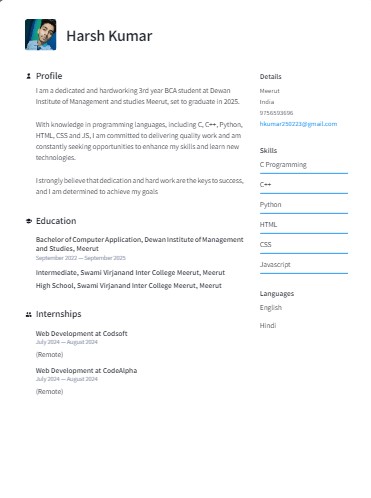 Harsh Kumar
Profile
I am a dedicated and hardworking 3rd year BCA student at Dewan
Institute of Management and studies Meerut, set to graduate in 2025.
With knowledge in programming languages, including C, C++, Python,
HTML, CSS and JS, I am committed to delivering quality work and am
constantly seeking opportunities to enhance my skills and learn new
technologies.
I strongly believe that dedication and hard work are the keys to success,
and I am determined to achieve my goals
Education
Bachelor of Computer Application, Dewan Institute of Management
and Studies, Meerut
September 2022 — September 2025
Intermediate, Swami Virjanand Inter College Meerut, Meerut
High School, Swami Virjanand Inter College Meerut, Meerut
Internships
Web Development at Codsoft
July 2024 — August 2024
(Remote)
Web Development at CodeAlpha
July 2024 — August 2024
(Remote)
Details
Meerut
India
9756593696
hkumar250223@gmail.com
Skills
C Programming
C++
Python
HTML
CSS
Javascript
Languages
English
Hindi